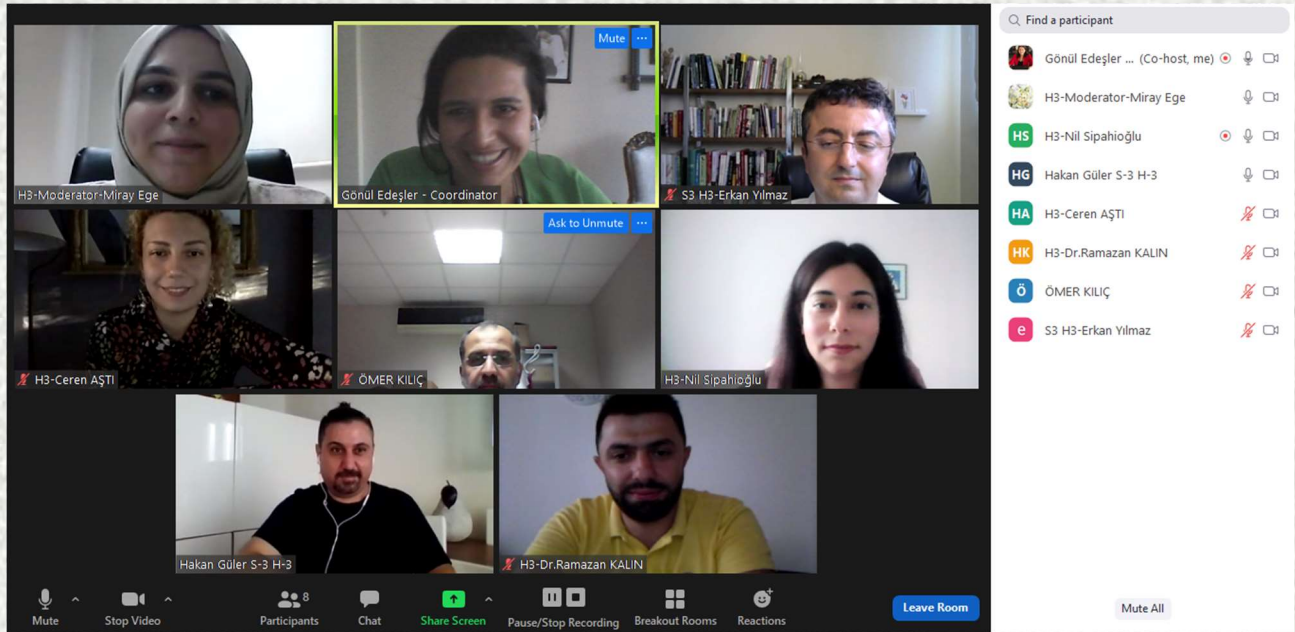 Mute ...
H3-Moderator-Miray Ege
Gönül Edeşler - Coordinator
S3 H3-Erkan Yılmaz
Ask to Unmute ...
H3-Ceren AŞTI
ÖMER KILIÇ
H3-Nil Sipahioğlu
Hakan Güler S-3 H-3
H3-Dr.Ramazan KALIN
Mute
Stop Video
8
Participants
Chat
Share Screen
Pause/Stop Recording
Breakout Rooms
Reactions
Leave Room
Find a participant
Gönül Edeşler ... (Co-host, me)
H3-Moderator-Miray Ege
HS H3-Nil Sipahioğlu
HG Hakan Güler S-3 H-3
HA H3-Ceren AŞTI
HK H3-Dr.Ramazan KALIN
Ö ÖMER KILIÇ
e S3 H3-Erkan Yılmaz
Mute All